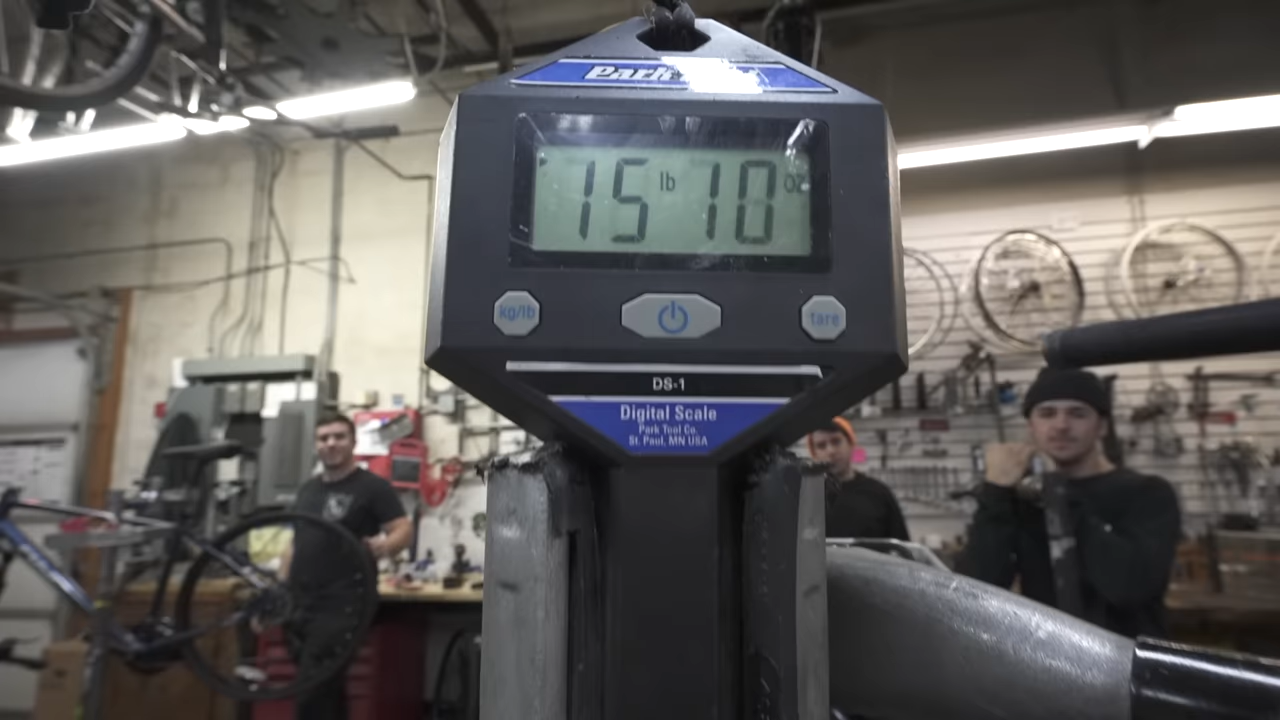 Park
15 lb 10 oz
kg/lb
tare
DS-1
Digital Scale
Park Tool Co.
St. Paul, MN USA